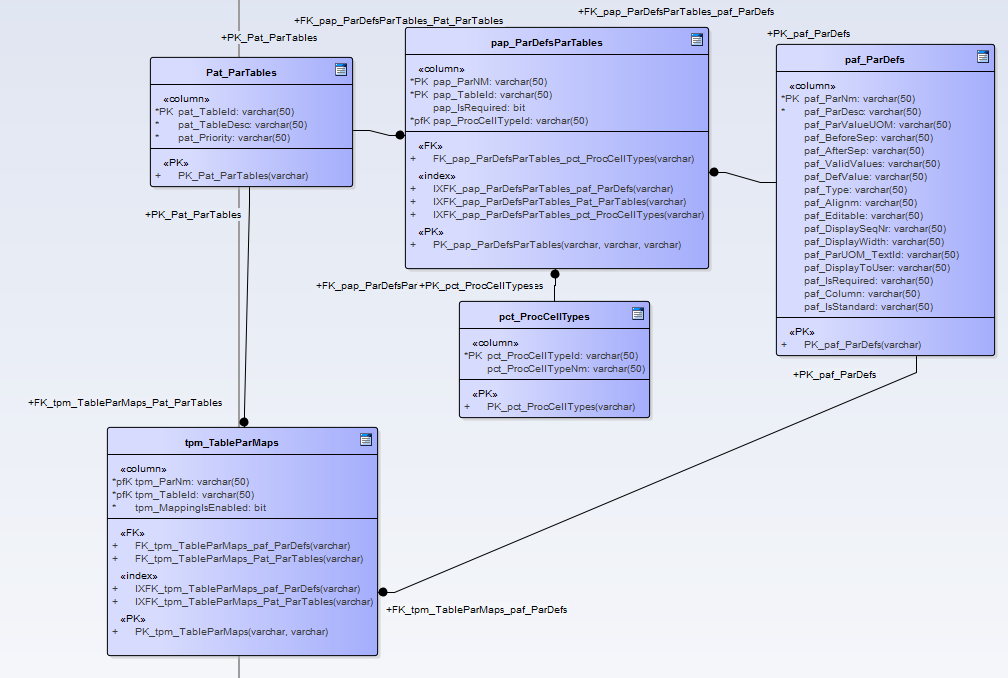 +FK_pap_ParDefsParTables_paf_ParDefs
+FK_pap_ParDefsParTables_Pat_ParTables
+PK_Pat_ParTables
+PK_paf_ParDefs
Pat_ParTables
«column»
*PK pat_TableId: varchar(50)
* pat_TableDesc: varchar(50)
* pat_Priority: varchar(50)
«PK»
+ PK_Pat_ParTables(varchar)
pap_ParDefsParTables
«column»
*PK pap_ParNM: varchar(50)
*PK pap_TableId: varchar(50)
pap_IsRequired: bit
*pfK pap_ProcCellTypeId: varchar(50)
«FK»
+ FK_pap_ParDefsParTables_pct_ProcCellTypes(varchar)
«index»
+ IXFK_pap_ParDefsParTables_paf_ParDefs(varchar)
+ IXFK_pap_ParDefsParTables_Pat_ParTables(varchar)
+ IXFK_pap_ParDefsParTables_pct_ProcCellTypes(varchar)
«PK»
+ PK_pap_ParDefsParTables(varchar, varchar, varchar)
paf_ParDefs
«column»
*PK paf_ParNm: varchar(50)
* paf_ParDesc: varchar(50)
paf_ParValueUOM: varchar(50)
paf_BeforeSep: varchar(50)
paf_AfterSep: varchar(50)
paf_ValidValues: varchar(50)
paf_DefValue: varchar(50)
paf_Type: varchar(50)
paf_Alignm: varchar(50)
paf_Editable: varchar(50)
paf_DisplaySeqNr: varchar(50)
paf_DisplayWidth: varchar(50)
paf_ParUOM_TextId: varchar(50)
paf_DisplayToUser: varchar(50)
paf_IsRequired: varchar(50)
paf_Column: varchar(50)
paf_IsStandard: varchar(50)
«PK»
+ PK_paf_ParDefs(varchar)
+PK_Pat_ParTables
+FK_pap_ParDefsPar +PK_pct_ProcCellTypeses
pct_ProcCellTypes
«column»
*PK pct_ProcCellTypeId: varchar(50)
pct_ProcCellTypeNm: varchar(50)
«PK»
+ PK_pct_ProcCellTypes(varchar)
+PK_paf_ParDefs
+FK_tpm_TableParMaps_Pat_ParTables
tpm_TableParMaps
«column»
*pfK tpm_ParNm: varchar(50)
*pfK tpm_TableId: varchar(50)
* tpm_MappingIsEnabled: bit
«FK»
+ FK_tpm_TableParMaps_paf_ParDefs(varchar)
+ FK_tpm_TableParMaps_Pat_ParTables(varchar)
«index»
+ IXFK_tpm_TableParMaps_paf_ParDefs(varchar)
+ IXFK_tpm_TableParMaps_Pat_ParTables(varchar)
«PK»
+ PK_tpm_TableParMaps(varchar, varchar)
+FK_tpm_TableParMaps_paf_ParDefs